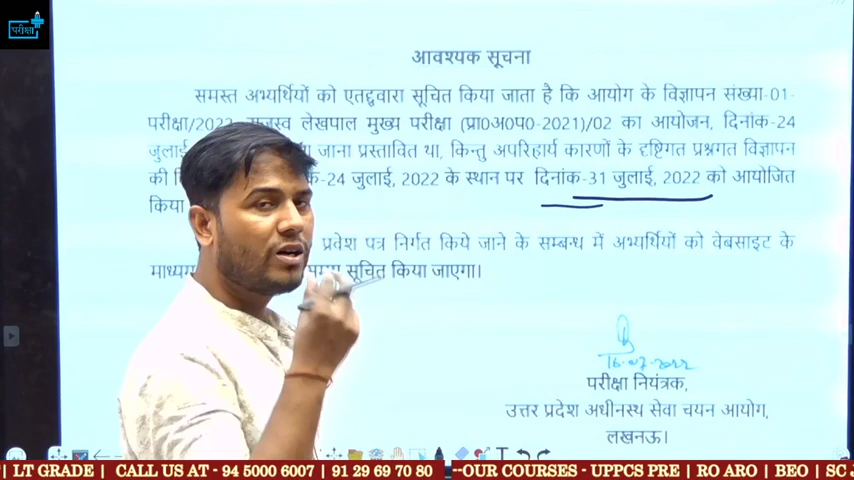 परीक्षा
आवश्यक सूचना
समस्त अभ्यर्थियों को एतद्द्वारा सूचित किया जाता है कि आयोग के विज्ञापन संख्या-01-
परीक्षा/2022 राजस्व लेखपाल मुख्य परीक्षा (प्रा0अ0प0-2021)/02 का आयोजन, दिनांक-24
जुलाई जाना प्रस्तावित था, किन्तु अपरिहार्य कारणों के दृष्टिगत प्रश्नगत विज्ञापन
की क-24 जुलाई, 2022 के स्थान पर दिनांक-31 जुलाई, 2022 को आयोजित
किया
प्रवेश पत्र निर्गत किये जाने के सम्बन्ध में अभ्यर्थियों को वेबसाइट के
सूचित किया जाएगा।
16-07-2022
परीक्षा नियंत्रक,
उत्तर प्रदेश अधीनस्थ सेवा चयन आयोग,
लखनऊ।
| LT GRADE | CALL US AT - 94 5000 6007 | 91 29 69 70 80 --OUR COURSES - UPPCS PRE | RO ARO | BEO | SC